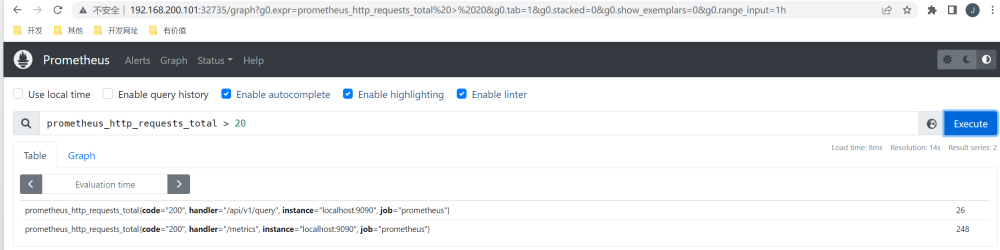 不安全 | 192.168.200.101:32735/graph?g0.expr=prometheus_http_requests_total%20>%2020&g0.tab=1&g0.stacked=0&g0.show_exemplars=0&g0.range_input=1h
J
开发 其他 开发网址 有价值
Prometheus Alerts Graph Status Help
Use local time Enable query history Enable autocomplete Enable highlighting Enable linter
prometheus_http_requests_total > 20 Execute
Load time: 8ms Resolution: 14s Result series: 2
Table Graph
Evaluation time
prometheus_http_requests_total{code="200", handler="/api/v1/query", instance="localhost:9090", job="prometheus"} 26
prometheus_http_requests_total{code="200", handler="/metrics", instance="localhost:9090", job="prometheus"} 248